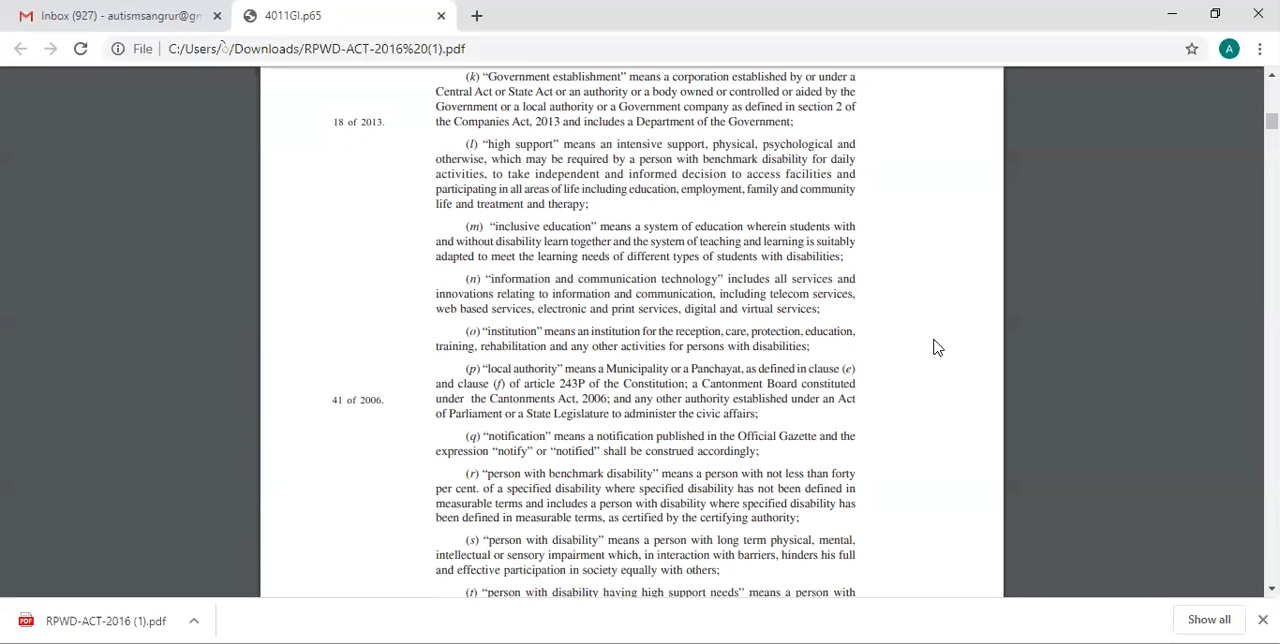 Inbox (927) - autismsangrur@gm
4011GI.p65
File
C:/Users/ /Downloads/RPWD-ACT-2016%20(1).pdf
A
(k) “Government establishment” means a corporation established by or under a
Central Act or State Act or an authority or a body owned or controlled or aided by the
Government or a local authority or a Government company as defined in section 2 of
18 of 2013.
the Companies Act, 2013 and includes a Department of the Government;
(l) “high support” means an intensive support, physical, psychological and
otherwise, which may be required by a person with benchmark disability for daily
activities, to take independent and informed decision to access facilities and
participating in all areas of life including education, employment, family and community
life and treatment and therapy;
(m) “inclusive education” means a system of education wherein students with
and without disability learn together and the system of teaching and learning is suitably
adapted to meet the learning needs of different types of students with disabilities;
(n) “information and communication technology” includes all services and
innovations relating to information and communication, including telecom services,
web based services, electronic and print services, digital and virtual services;
(o) “institution” means an institution for the reception, care, protection, education,
training, rehabilitation and any other activities for persons with disabilities;
(p) “local authority” means a Municipality or a Panchayat, as defined in clause (e)
and clause (f) of article 243P of the Constitution; a Cantonment Board constituted
41 of 2006.
under the Cantonments Act, 2006; and any other authority established under an Act
of Parliament or a State Legislature to administer the civic affairs;
(q) “notification” means a notification published in the Official Gazette and the
expression “notify” or “notified” shall be construed accordingly;
(r) “person with benchmark disability” means a person with not less than forty
per cent. of a specified disability where specified disability has not been defined in
measurable terms and includes a person with disability where specified disability has
been defined in measurable terms, as certified by the certifying authority;
(s) “person with disability” means a person with long term physical, mental,
intellectual or sensory impairment which, in interaction with barriers, hinders his full
and effective participation in society equally with others;
(t) “person with disability having high support needs” means a person with
PDF
RPWD-ACT-2016 (1).pdf
Show all